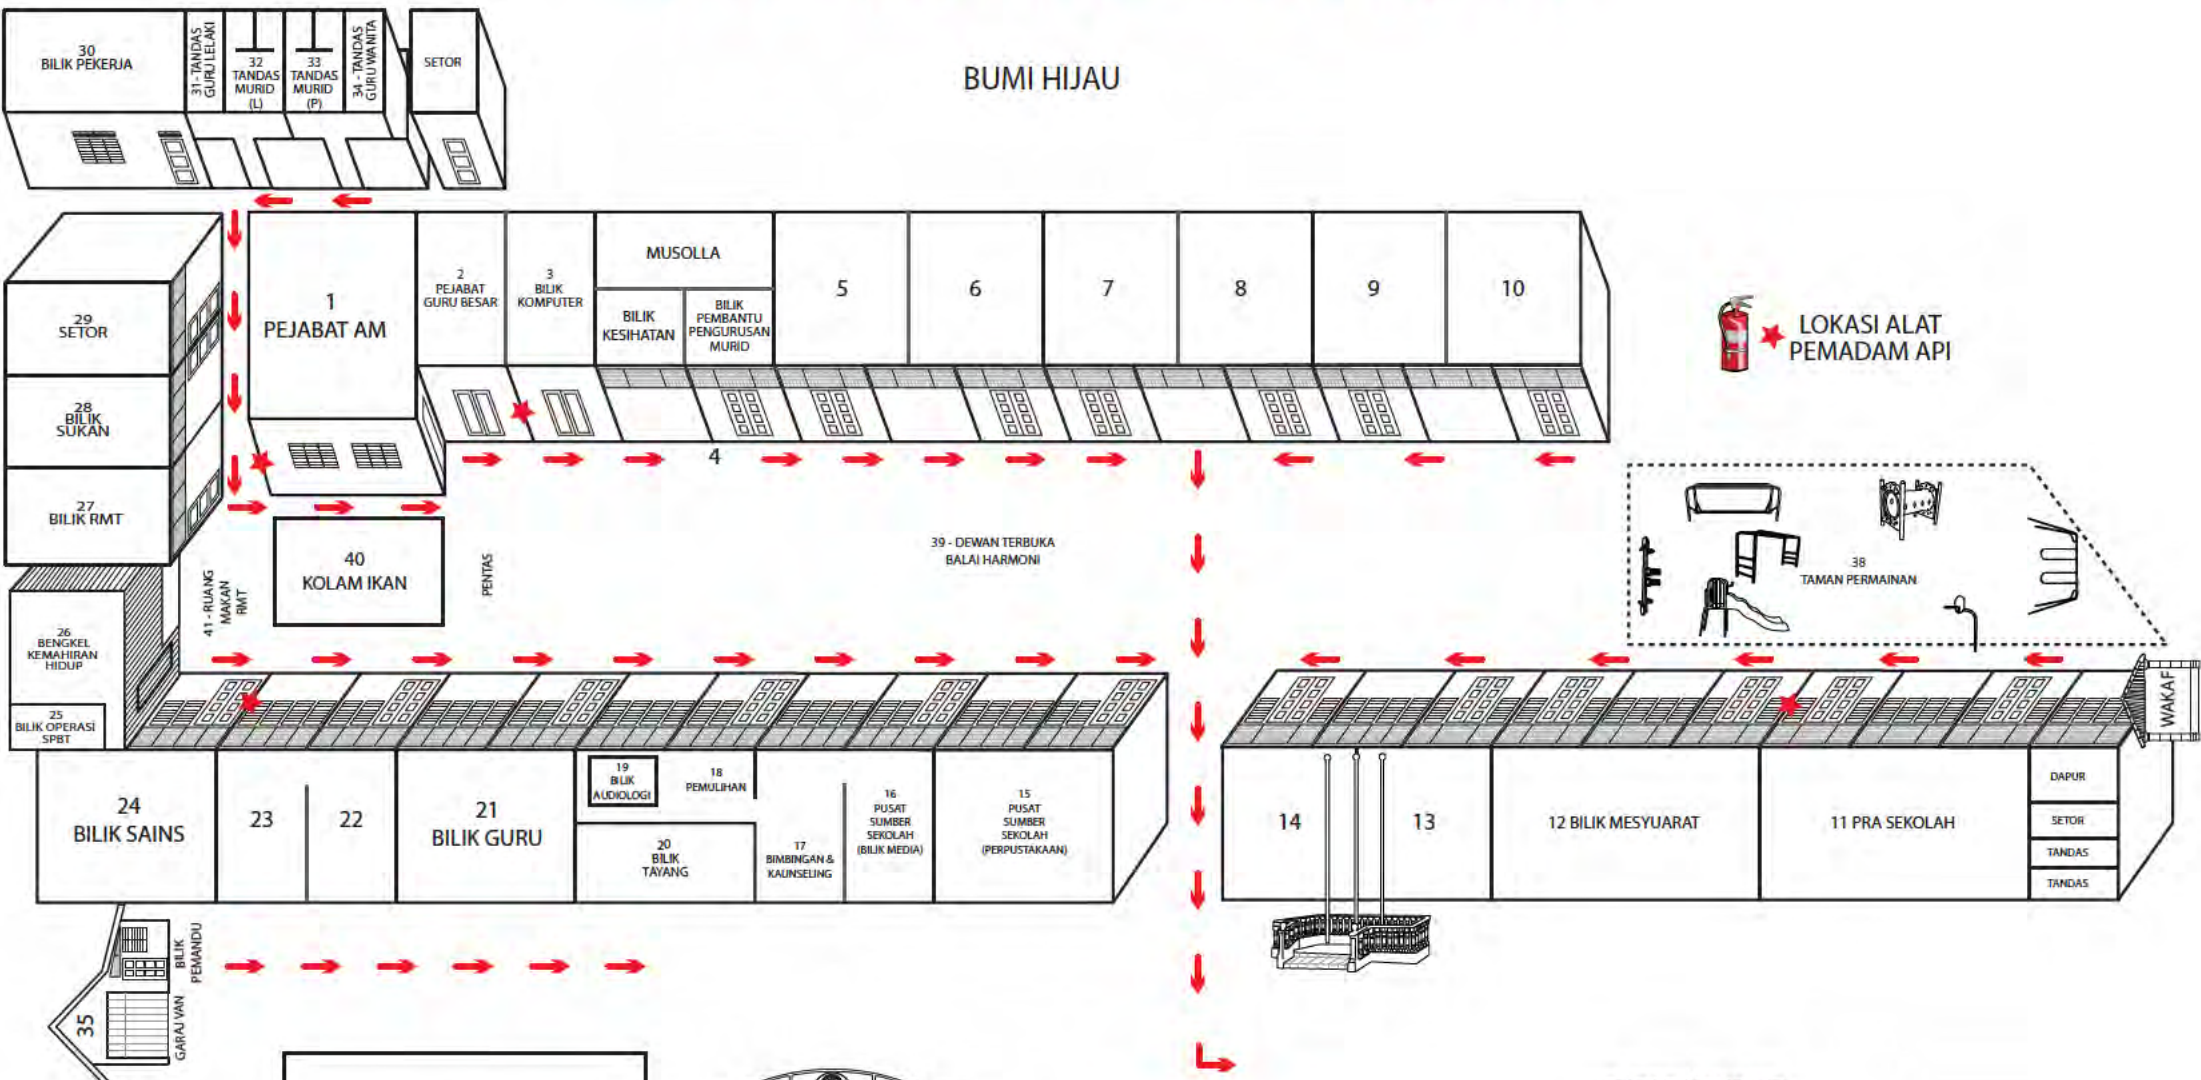 30
BILIK PEKERJA
31 - TANDAS
GURU LELAKI
32
TANDAS
MURID
(L)
33
TANDAS
MURID
(P)
34 - TANDAS
GURU WANITA
SETOR
BUMI HIJAU
29
SETOR
28
BILIK
SUKAN
27
BILIK RMT
1
PEJABAT AM
2
PEJABAT
GURU BESAR
3
BILIK
KOMPUTER
MUSOLLA
BILIK
KESIHATAN
BILIK
PEMBANTU
PENGURUSAN
MURID
5
6
7
8
9
10
LOKASI ALAT
PEMADAM API
4
40
KOLAM IKAN
41 - RUANG
MAKAN
RMT
PENTAS
39 - DEWAN TERBUKA
BALAI HARMONI
38
TAMAN PERMAINAN
26
BENGKEL
KEMAHIRAN
HIDUP
25
BILIK OPERASI
SPBT
WAKAF
24
BILIK SAINS
23
22
21
BILIK GURU
19
BILIK
AUDIOLOGI
18
PEMULIHAN
20
BILIK
TAYANG
17
BIMBINGAN &
KAUNSELING
16
PUSAT
SUMBER
SEKOLAH
(BILIK MEDIA)
15
PUSAT
SUMBER
SEKOLAH
(PERPUSTAKAAN)
14
13
12 BILIK MESYUARAT
11 PRA SEKOLAH
DAPUR
SETOR
TANDAS
TANDAS
BILIK
PEMANDU
35
GARAJ VAN